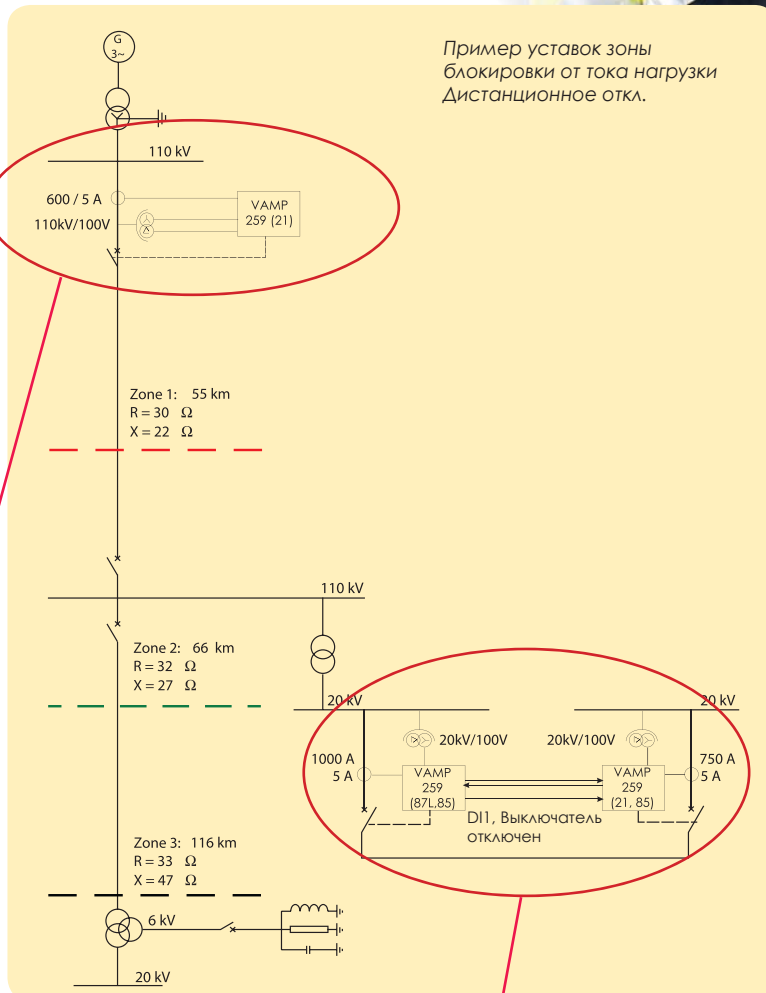 Пример уставок зоны
блокировки от тока нагрузки
Дистанционное откл.
G
3~
110 kV
600 / 5 A
110kV/100V
VAMP
259 (21)
Zone 1: 55 km
R = 30 Ω
X = 22 Ω
110 kV
Zone 2: 66 km
R = 32 Ω
X = 27 Ω
20 kV
20 kV
20kV/100V
20kV/100V
1000 A
5 A
VAMP
259
(87L,85)
VAMP
259
(21, 85)
750 A
5 A
DI1, Выключатель
отключен
Zone 3: 116 km
R = 33 Ω
X = 47 Ω
6 kV
20 kV